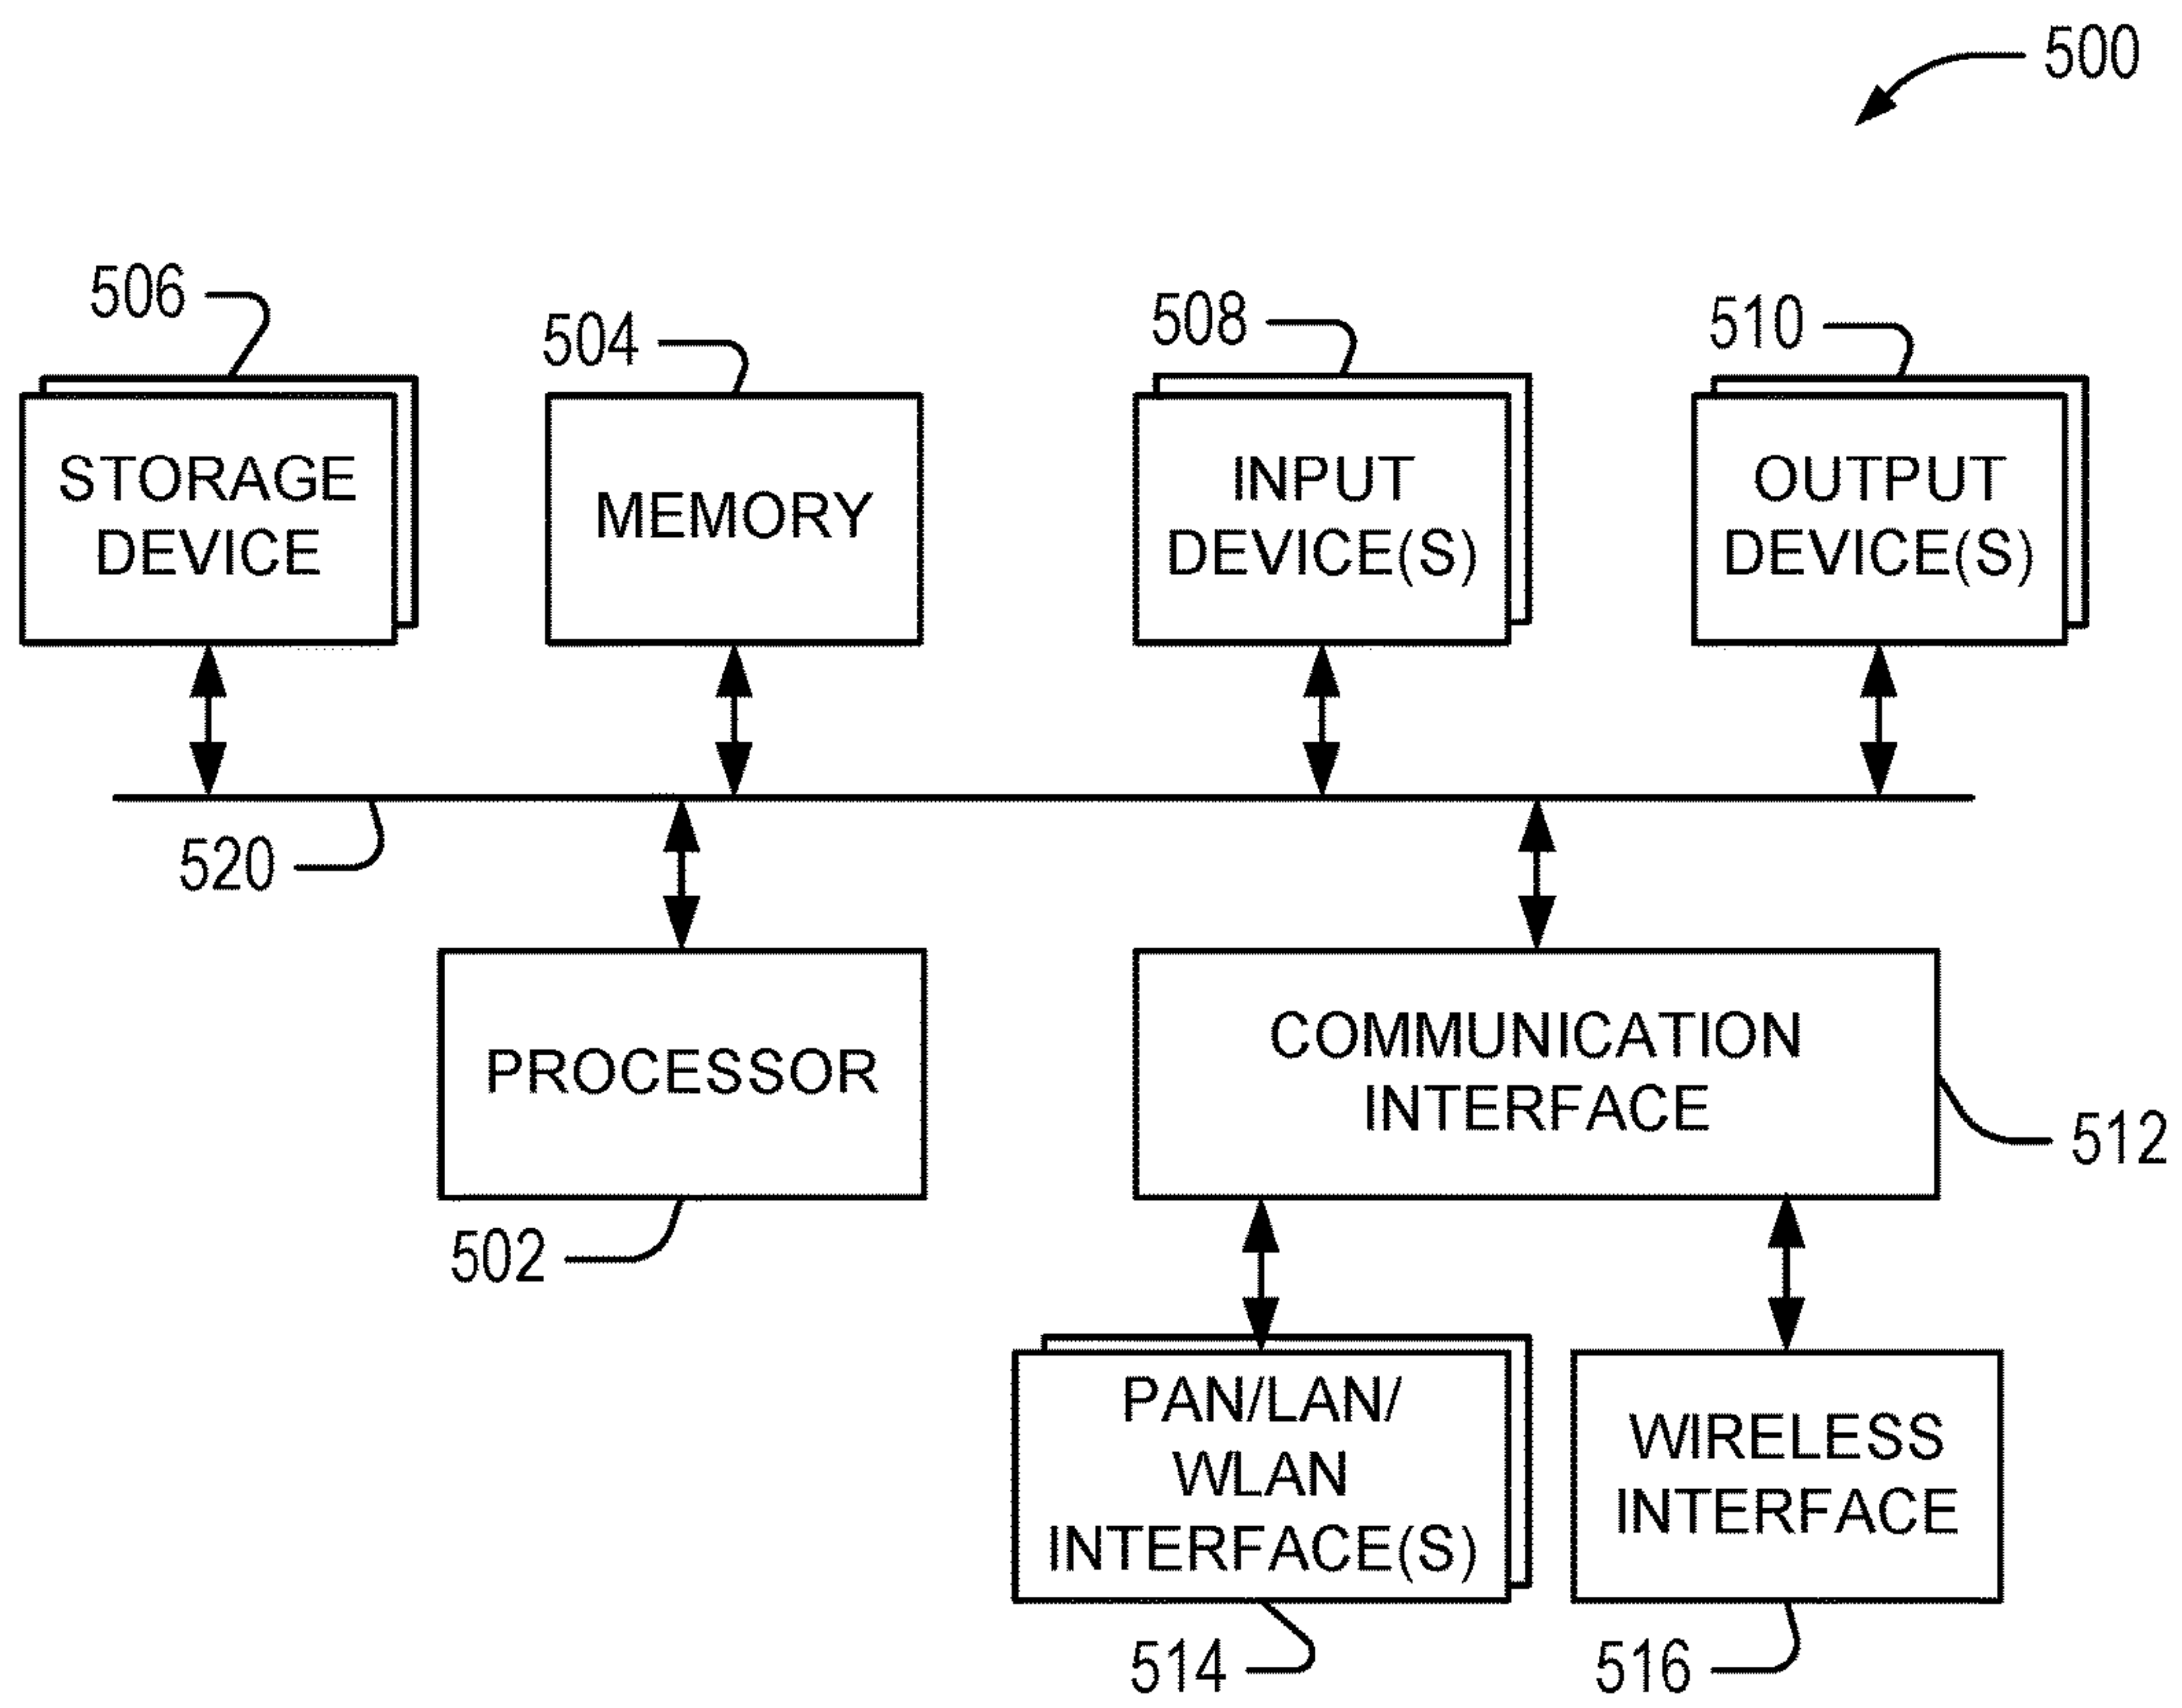 500
506
504
508
510
STORAGE
DEVICE
MEMORY
INPUT
DEVICE(S)
OUTPUT
DEVICE(S)
520
PROCESSOR
COMMUNICATION
INTERFACE
512
502
PAN/LAN/
WLAN
INTERFACE(S)
WIRELESS
INTERFACE
514
516